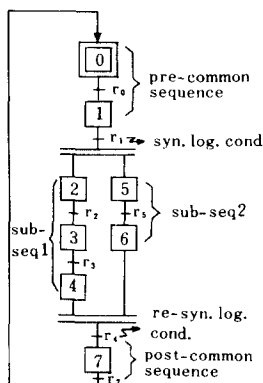 0
r₀
pre-common
sequence
1
r₁ syn. log. cond
2 5
r₂ r₅ sub-seq2
sub-
seq1
3 6
r₃
4
re-syn. log.
cond.
r₄
7 post-common
sequence
r₇